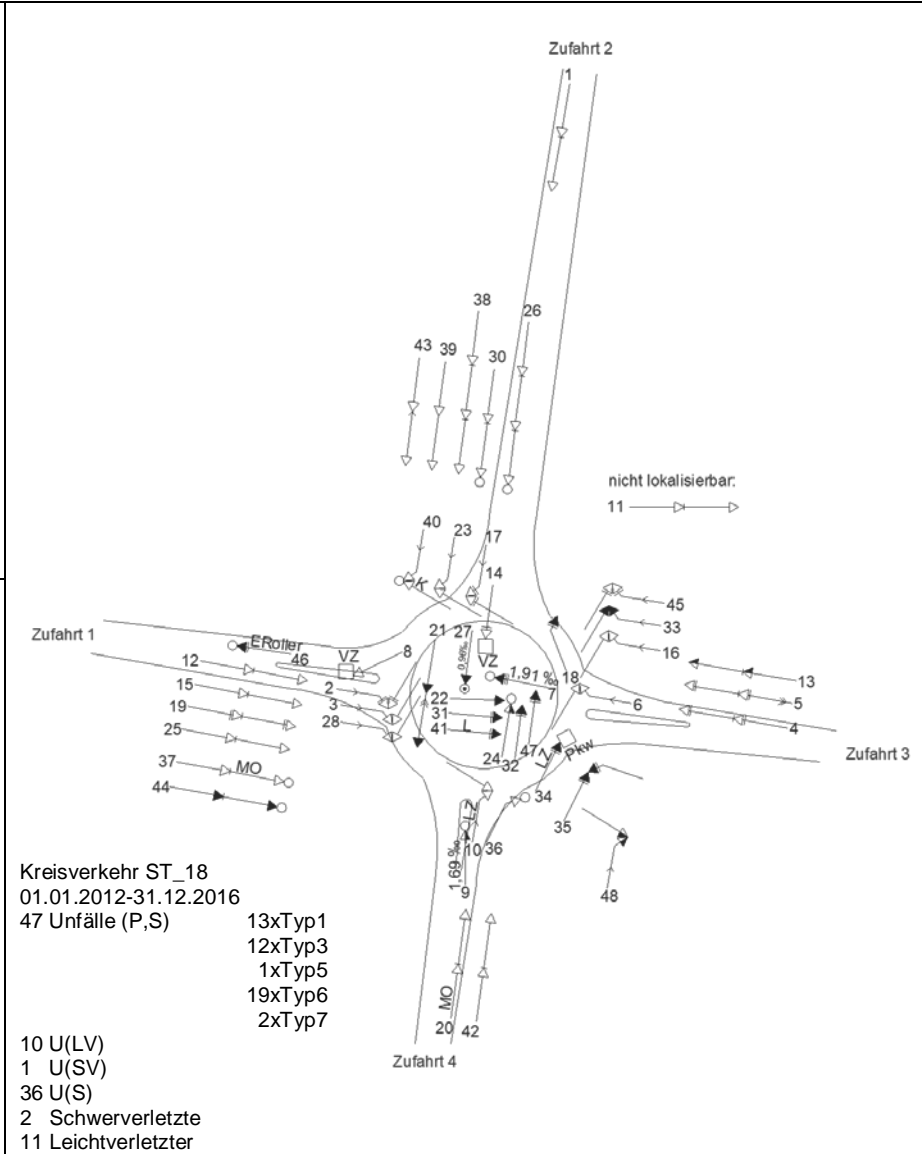 Zufahrt 2
1
38
26
43
39
30
nicht lokalisierbar:
11
40
23
17
14
K
45
33
16
Zufahrt 1
ERoller
46
VZ
8
21
27
0,96‰
VZ
1,91 ‰
7
18
6
13
5
4
12
15
19
25
37
MO
44
2
3
28
22
31
41
L
24
32
47
LZ
Pkw
34
35
48
Zufahrt 3
LZ
10
36
1,69 ‰
9
MO
20
42
Zufahrt 4
Kreisverkehr ST_18
01.01.2012-31.12.2016
47 Unfälle (P,S) 13xTyp1
12xTyp3
1xTyp5
19xTyp6
2xTyp7
10 U(LV)
1 U(SV)
36 U(S)
2 Schwerverletzte
11 Leichtverletzter